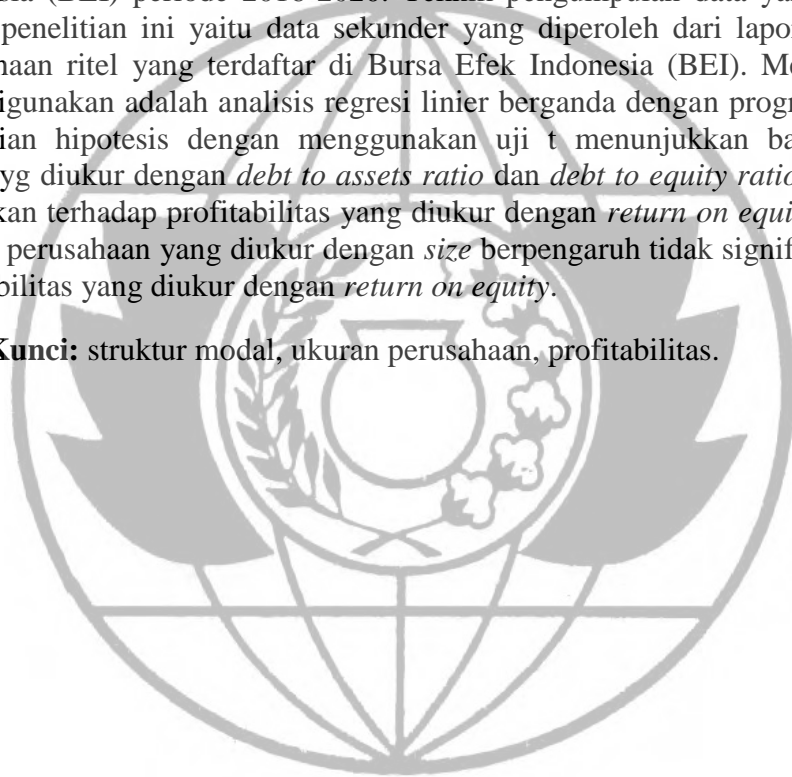 penelitian ini yaitu data sekunder yang diperoleh dari lapor
naan ritel yang terdaftar di Bursa Efek Indonesia (BEI). Me
igunakan adalah analisis regresi linier berganda dengan progr
ian hipotesis dengan menggunakan uji t menunjukkan ba
yg diukur dengan debt to assets ratio dan debt to equity ratio
kan terhadap profitabilitas yang diukur dengan return on equi
perusahaan yang diukur dengan size berpengaruh tidak signif
bilitas yang diukur dengan return on equity.
Kunci: struktur modal, ukuran perusahaan, profitabilitas.